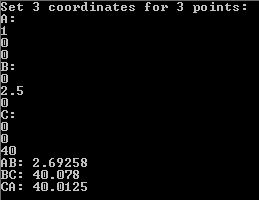 Set 3 coordinates for 3 points:
A:
1
0
0
B:
0
2.5
0
C:
0
0
40
AB: 2.69258
BC: 40.078
CA: 40.0125